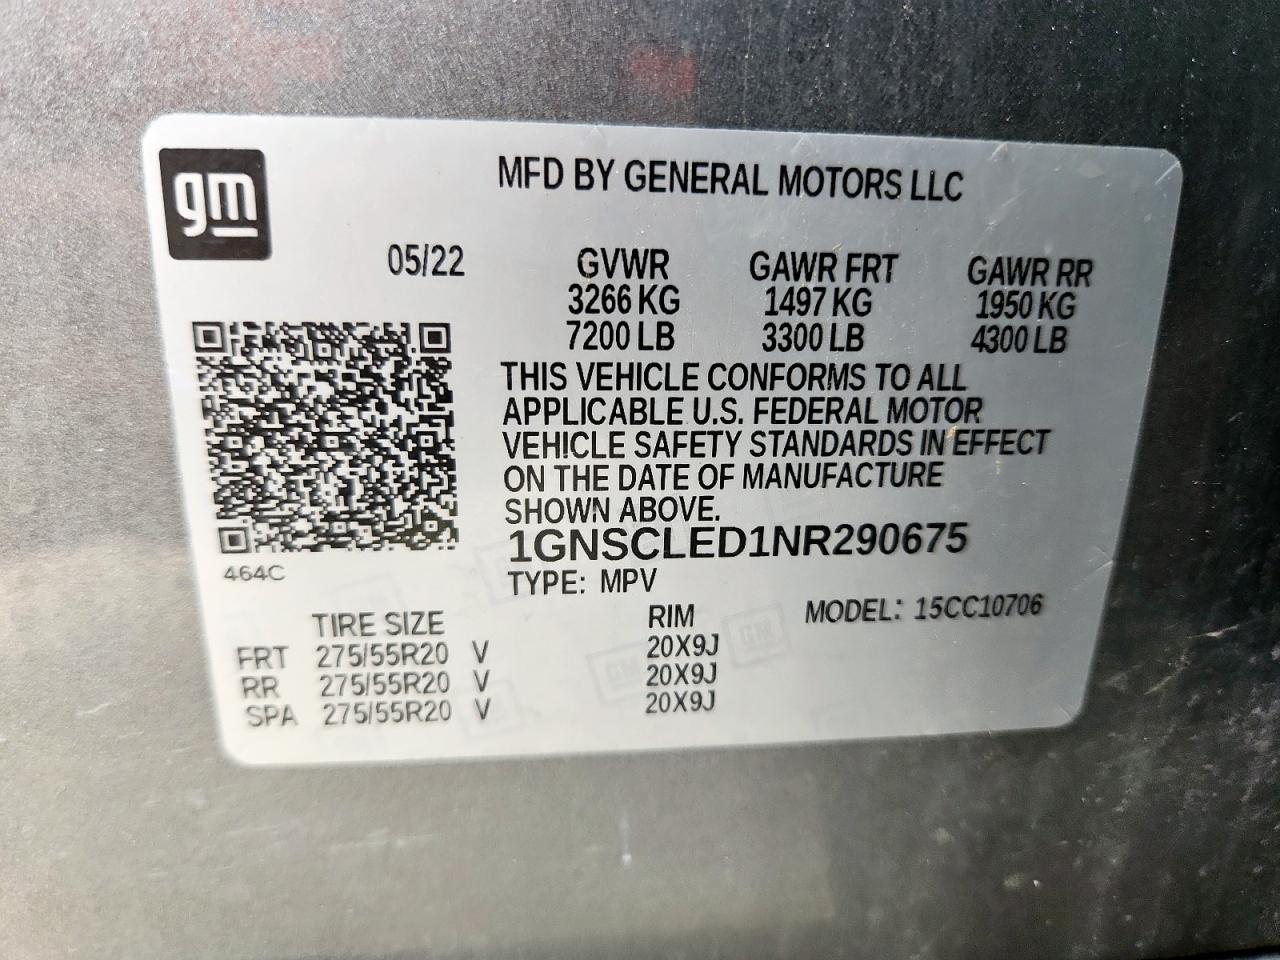 gm
MFD BY GENERAL MOTORS LLC
05/22
GVWR GAWR FRT GAWR RR
3266 KG 1497 KG 1950 KG
7200 LB 3300 LB 4300 LB
THIS VEHICLE CONFORMS TO ALL
APPLICABLE U.S. FEDERAL MOTOR
VEHICLE SAFETY STANDARDS IN EFFECT
ON THE DATE OF MANUFACTURE
SHOWN ABOVE.
1GNSCLED1NR290675
464C
TYPE: MPV
MODEL: 15CC10706
TIRE SIZE RIM
FRT 275/55R20 V 20X9J
RR 275/55R20 V 20X9J
SPA 275/55R20 V 20X9J
GM GM